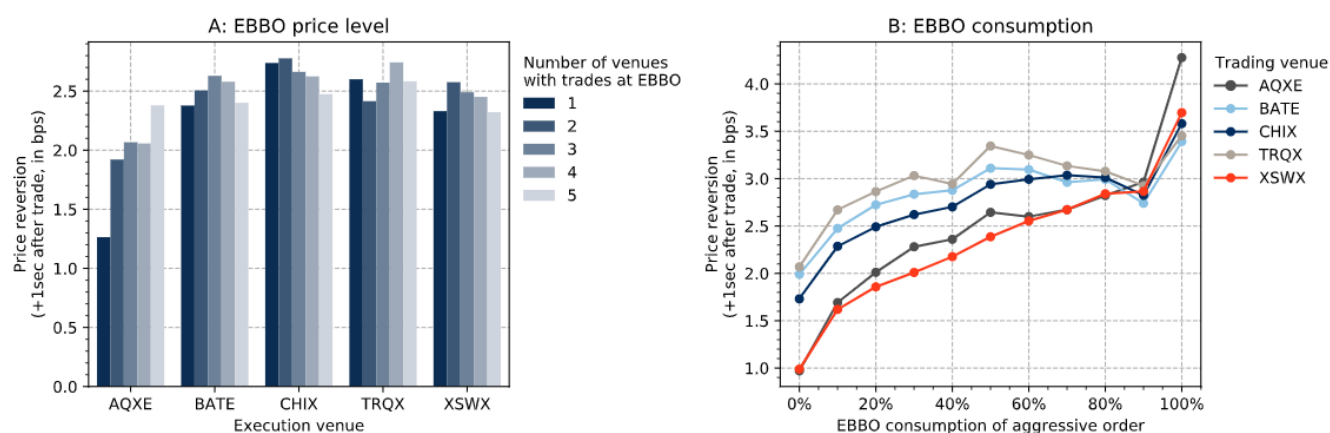 A: EBBO price level
Price reversion
(+1sec after trade, in bps)
2.5
2.0
1.5
1.0
0.5
0.0
AQXE BATE CHIX TRQX XSWX
Execution venue
Number of venues
with trades at EBBO
1
2
3
4
5
B: EBBO consumption
Price reversion
(+1sec after trade, in bps)
4.0
3.5
3.0
2.5
2.0
1.5
1.0
0% 20% 40% 60% 80% 100%
EBBO consumption of aggressive order
Trading venue
AQXE
BATE
CHIX
TRQX
XSWX